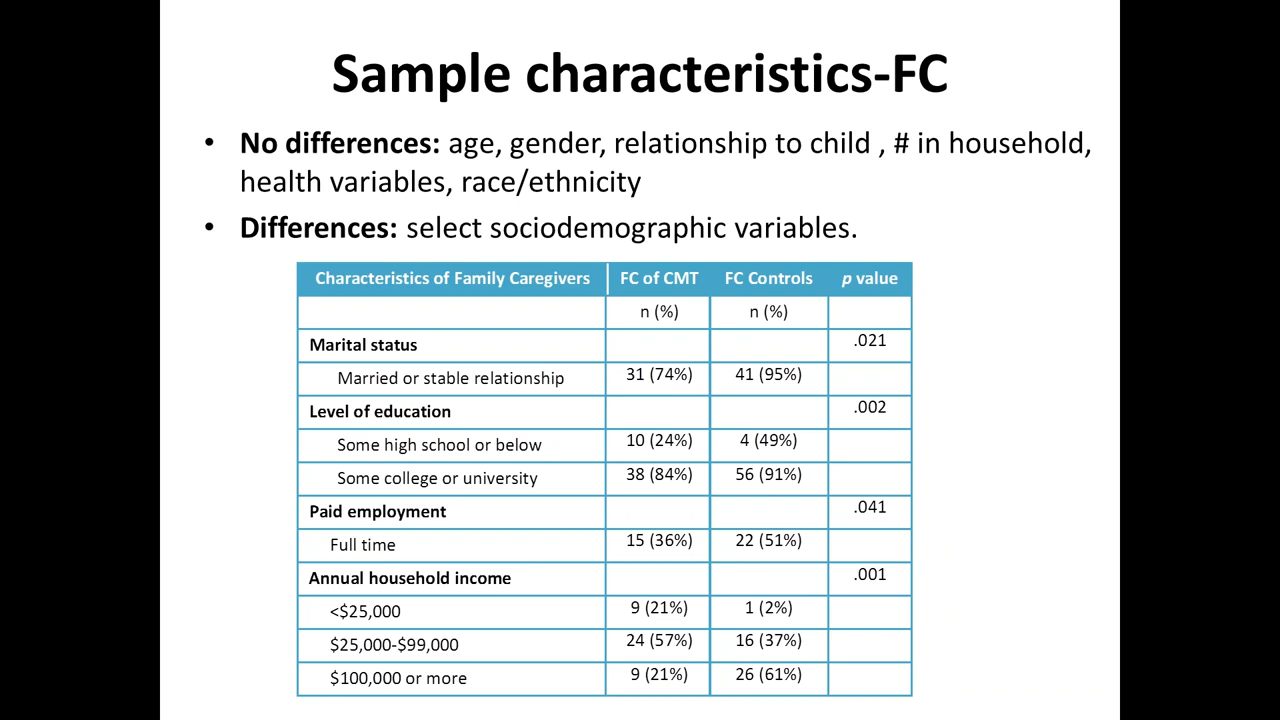 Sample characteristics-FC
• No differences: age, gender, relationship to child , # in household,
health variables, race/ethnicity
• Differences: select sociodemographic variables.
Characteristics of Family Caregivers FC of CMT FC Controls p value
n (%) n (%)
Marital status .021
Married or stable relationship 31 (74%) 41 (95%)
Level of education .002
Some high school or below 10 (24%) 4 (49%)
Some college or university 38 (84%) 56 (91%)
Paid employment .041
Full time 15 (36%) 22 (51%)
Annual household income .001
<$25,000 9 (21%) 1 (2%)
$25,000-$99,000 24 (57%) 16 (37%)
$100,000 or more 9 (21%) 26 (61%)